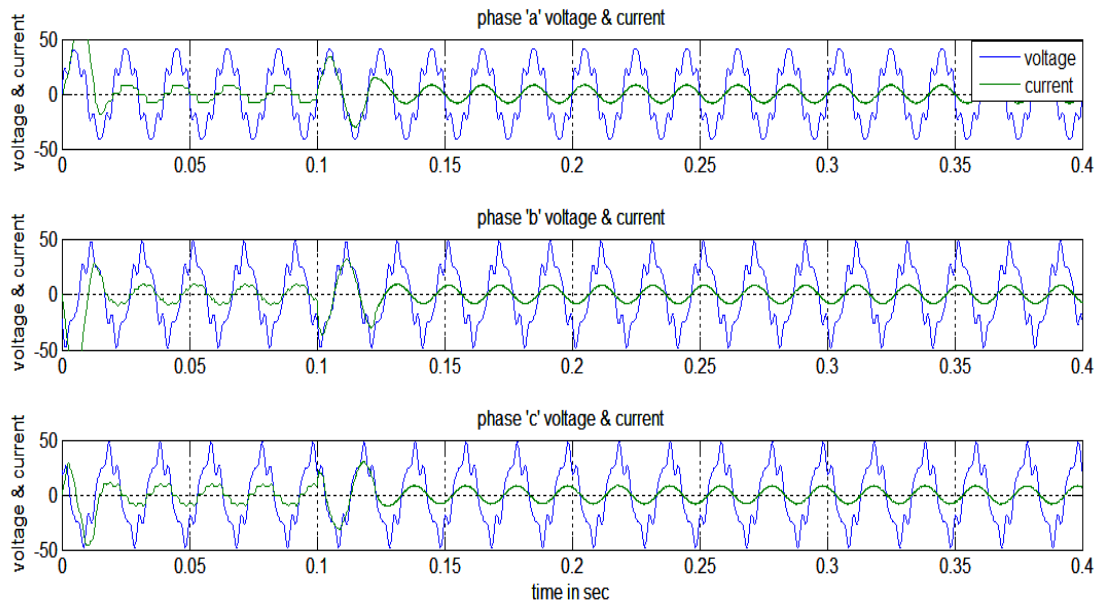 phase 'a' voltage & current
voltage & current
50
0
-50
voltage
current
0 0.05 0.1 0.15 0.2 0.25 0.3 0.35 0.4
phase 'b' voltage & current
voltage & current
50
0
-50
0 0.05 0.1 0.15 0.2 0.25 0.3 0.35 0.4
phase 'c' voltage & current
voltage & current
50
0
-50
0 0.05 0.1 0.15 0.2 0.25 0.3 0.35 0.4
time in sec